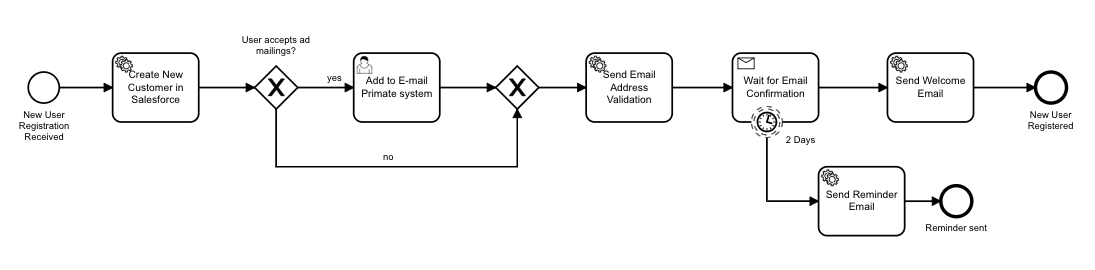 User accepts ad
mailings?
Create New
Customer in
Salesforce
yes
Add to E-mail
Primate system
Send Email
Address
Validation
Wait for Email
Confirmation
Send Welcome
Email
New User
Registration
Received
New User
Registered
2 Days
no
Send Reminder
Email
Reminder sent